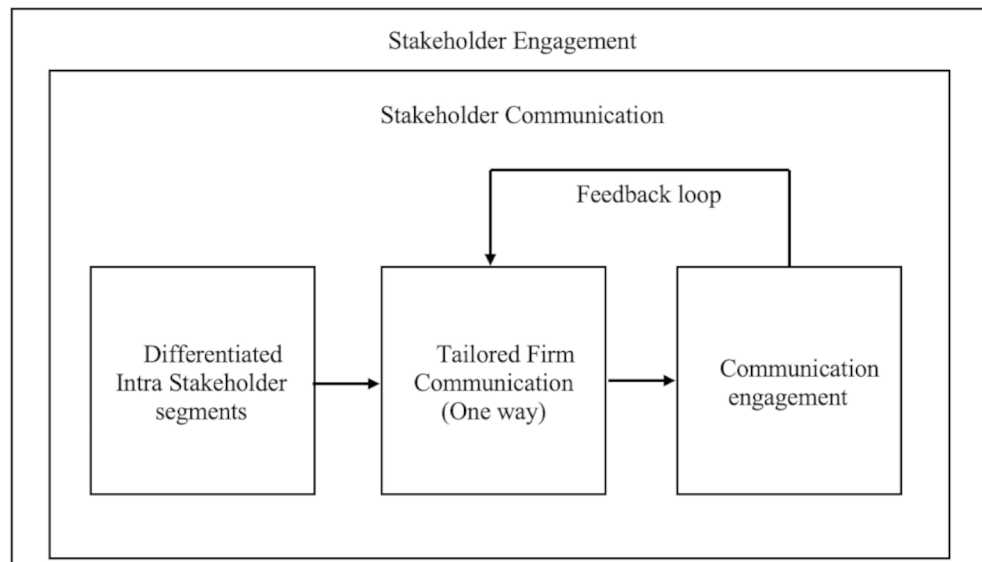 Stakeholder Engagement
Stakeholder Communication
Feedback loop
Differentiated
Intra Stakeholder
segments
Tailored Firm
Communication
(One way)
Communication
engagement